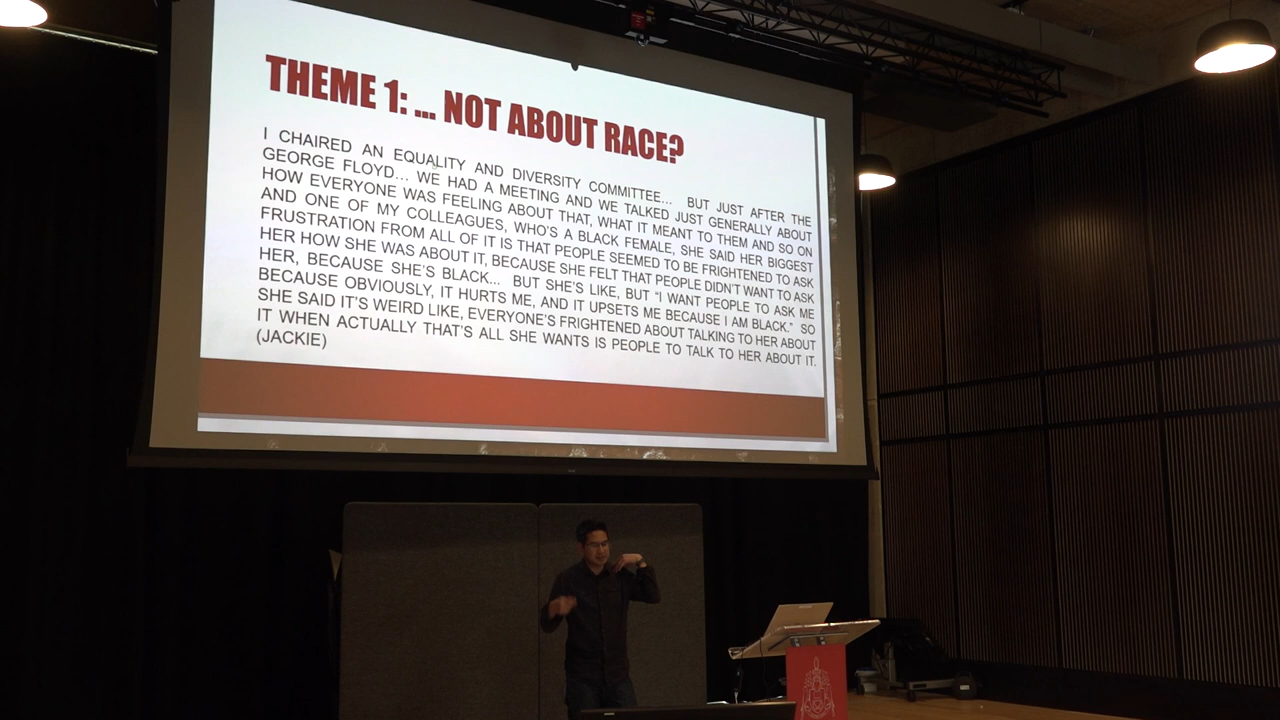 THEME 1: ... NOT ABOUT RACE?
I CHAIRED AN EQUALITY AND DIVERSITY COMMITTEE... BUT JUST AFTER THE
GEORGE FLOYD... WE HAD A MEETING AND WE TALKED JUST GENERALLY ABOUT
HOW EVERYONE WAS FEELING ABOUT THAT, WHAT IT MEANT TO THEM AND SO ON
AND ONE OF MY COLLEAGUES, WHO'S A BLACK FEMALE, SHE SAID HER BIGGEST
FRUSTRATION FROM ALL OF IT IS THAT PEOPLE SEEMED TO BE FRIGHTENED TO ASK
HER HOW SHE WAS ABOUT IT, BECAUSE SHE FELT THAT PEOPLE DIDN'T WANT TO ASK
HER, BECAUSE SHE'S BLACK... BUT SHE'S LIKE, BUT "I WANT PEOPLE TO ASK ME
BECAUSE OBVIOUSLY, IT HURTS ME, AND IT UPSETS ME BECAUSE I AM BLACK." SO
SHE SAID IT'S WEIRD LIKE, EVERYONE'S FRIGHTENED ABOUT TALKING TO HER ABOUT
IT WHEN ACTUALLY THAT'S ALL SHE WANTS IS PEOPLE TO TALK TO HER ABOUT IT.
(JACKIE)